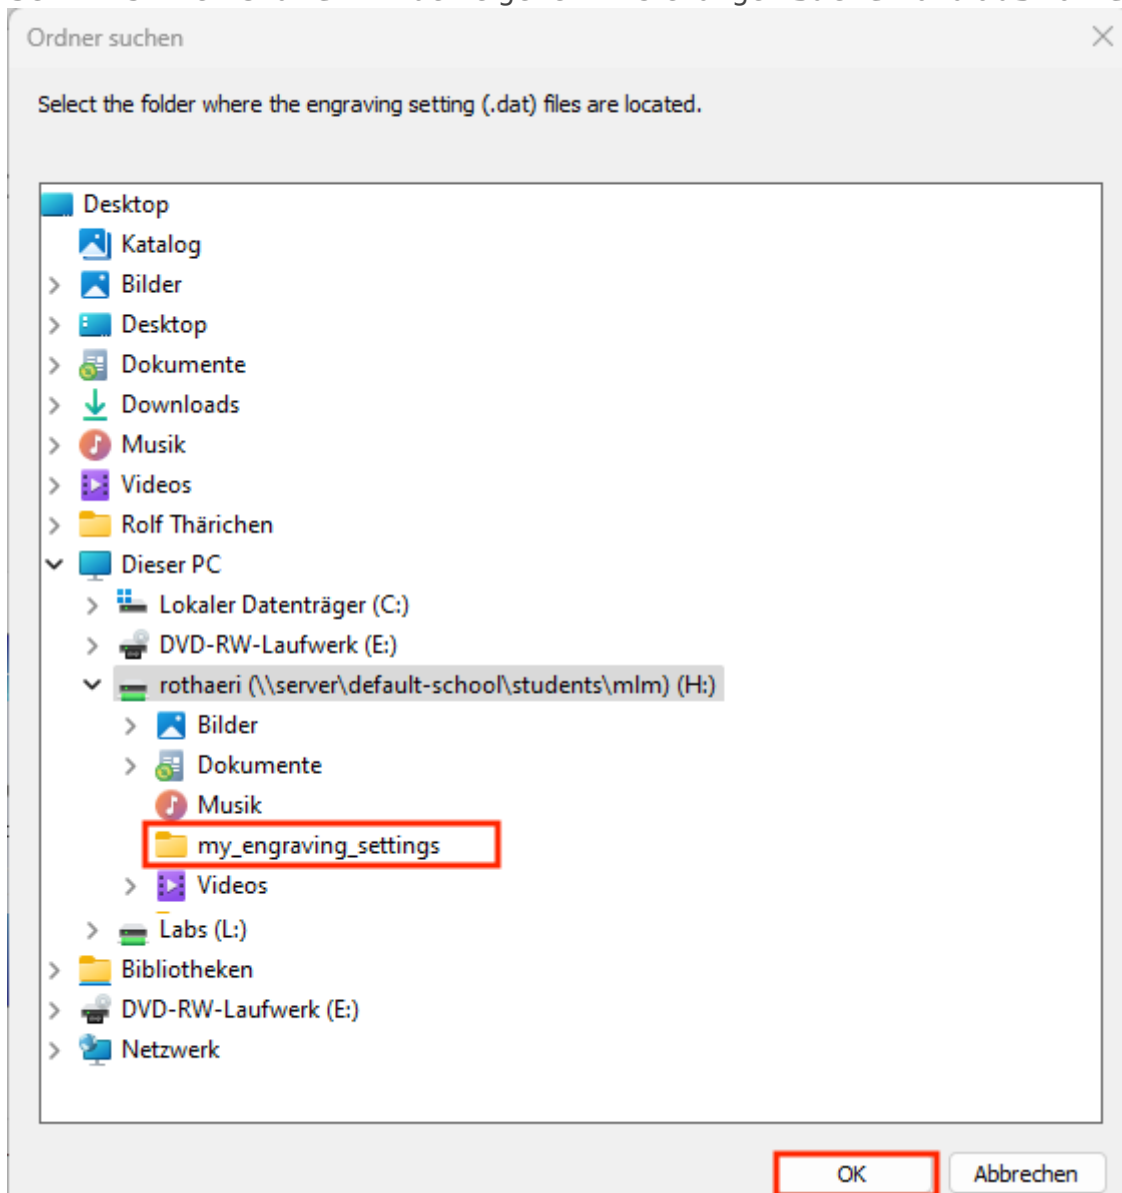 Ordner suchen
Select the folder where the engraving setting (.dat) files are located.
Desktop
Katalog
Bilder
Desktop
Dokumente
Downloads
Musik
Videos
Rolf Thärichen
Dieser PC
Lokaler Datenträger (C:)
DVD-RW-Laufwerk (E:)
rothaeri (\\server\default-school\students\mlm) (H:)
Bilder
Dokumente
Musik
my_engraving_settings
Videos
Labs (L:)
Bibliotheken
DVD-RW-Laufwerk (E:)
Netzwerk
OK Abbrechen